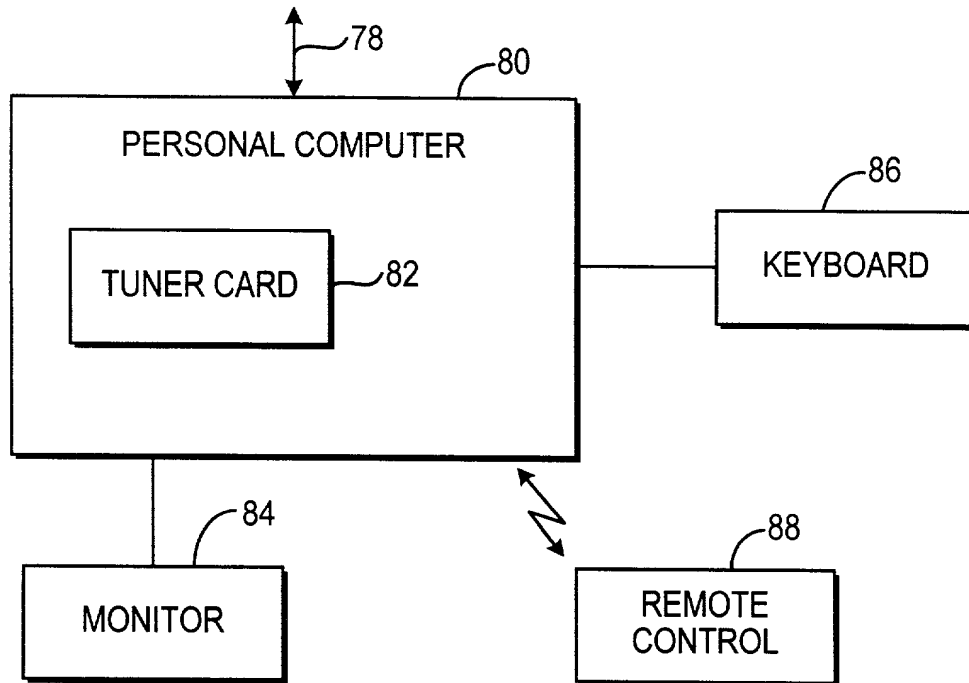 78
80
PERSONAL COMPUTER
86
KEYBOARD
TUNER CARD
82
84
MONITOR
88
REMOTE
CONTROL